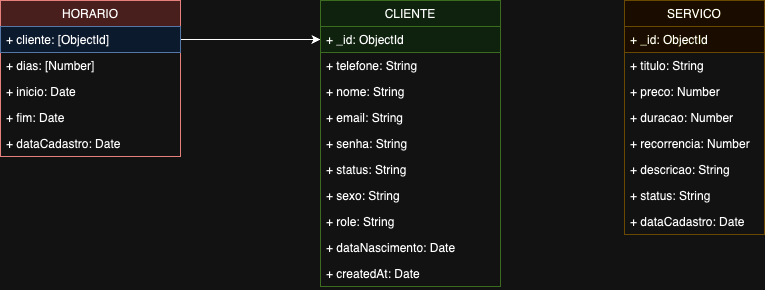 HORARIO
+ cliente: [ObjectId]
+ dias: [Number]
+ inicio: Date
+ fim: Date
+ dataCadastro: Date
CLIENTE
+ _id: ObjectId
+ telefone: String
+ nome: String
+ email: String
+ senha: String
+ status: String
+ sexo: String
+ role: String
+ dataNascimento: Date
+ createdAt: Date
SERVICO
+ _id: ObjectId
+ titulo: String
+ preco: Number
+ duracao: Number
+ recorrencia: Number
+ descricao: String
+ status: String
+ dataCadastro: Date